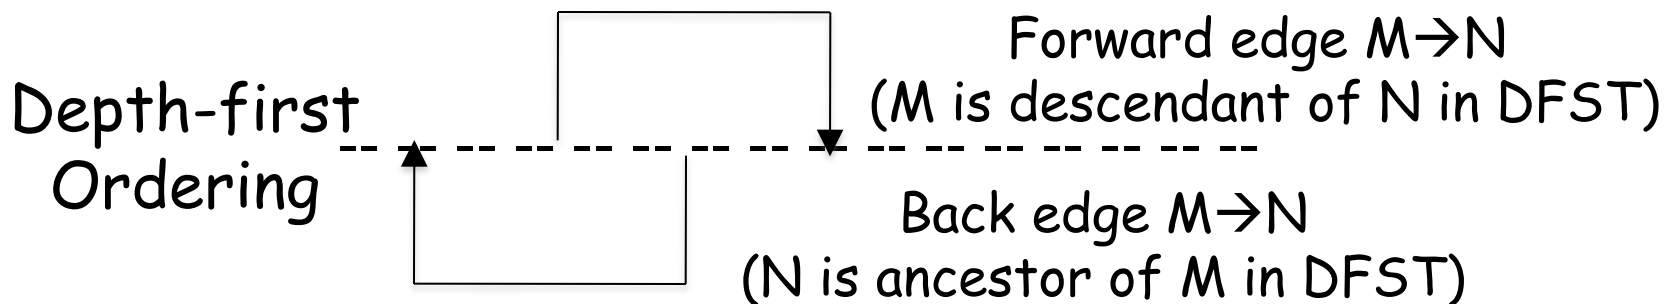 Depth-first
Ordering
Forward edge M→N
(M is descendant of N in DFST)
Back edge M→N
(N is ancestor of M in DFST)